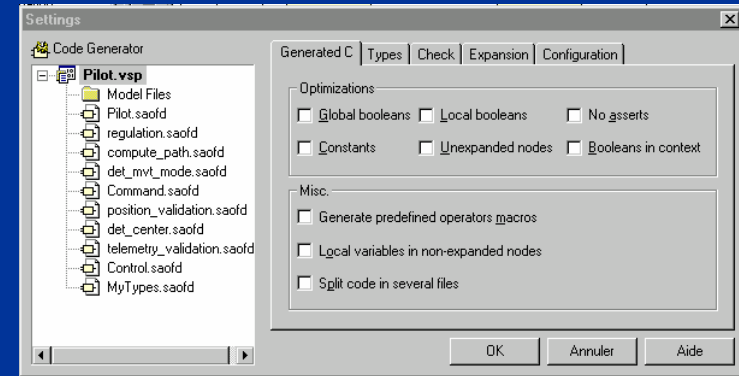 Settings
Code Generator
Pilot.vsp
Model Files
Pilot.saofd
regulation.saofd
compute_path.saofd
det_mvt_mode.saofd
Command.saofd
position_validation.saofd
det_center.saofd
telemetry_validation.saofd
Control.saofd
MyTypes.saofd
Generated C Types Check Expansion Configuration
Optimizations
Global booleans Local booleans No asserts
Constants Unexpanded nodes Booleans in context
Misc.
Generate predefined operators macros
Local variables in non-expanded nodes
Split code in several files
OK Annuler Aide